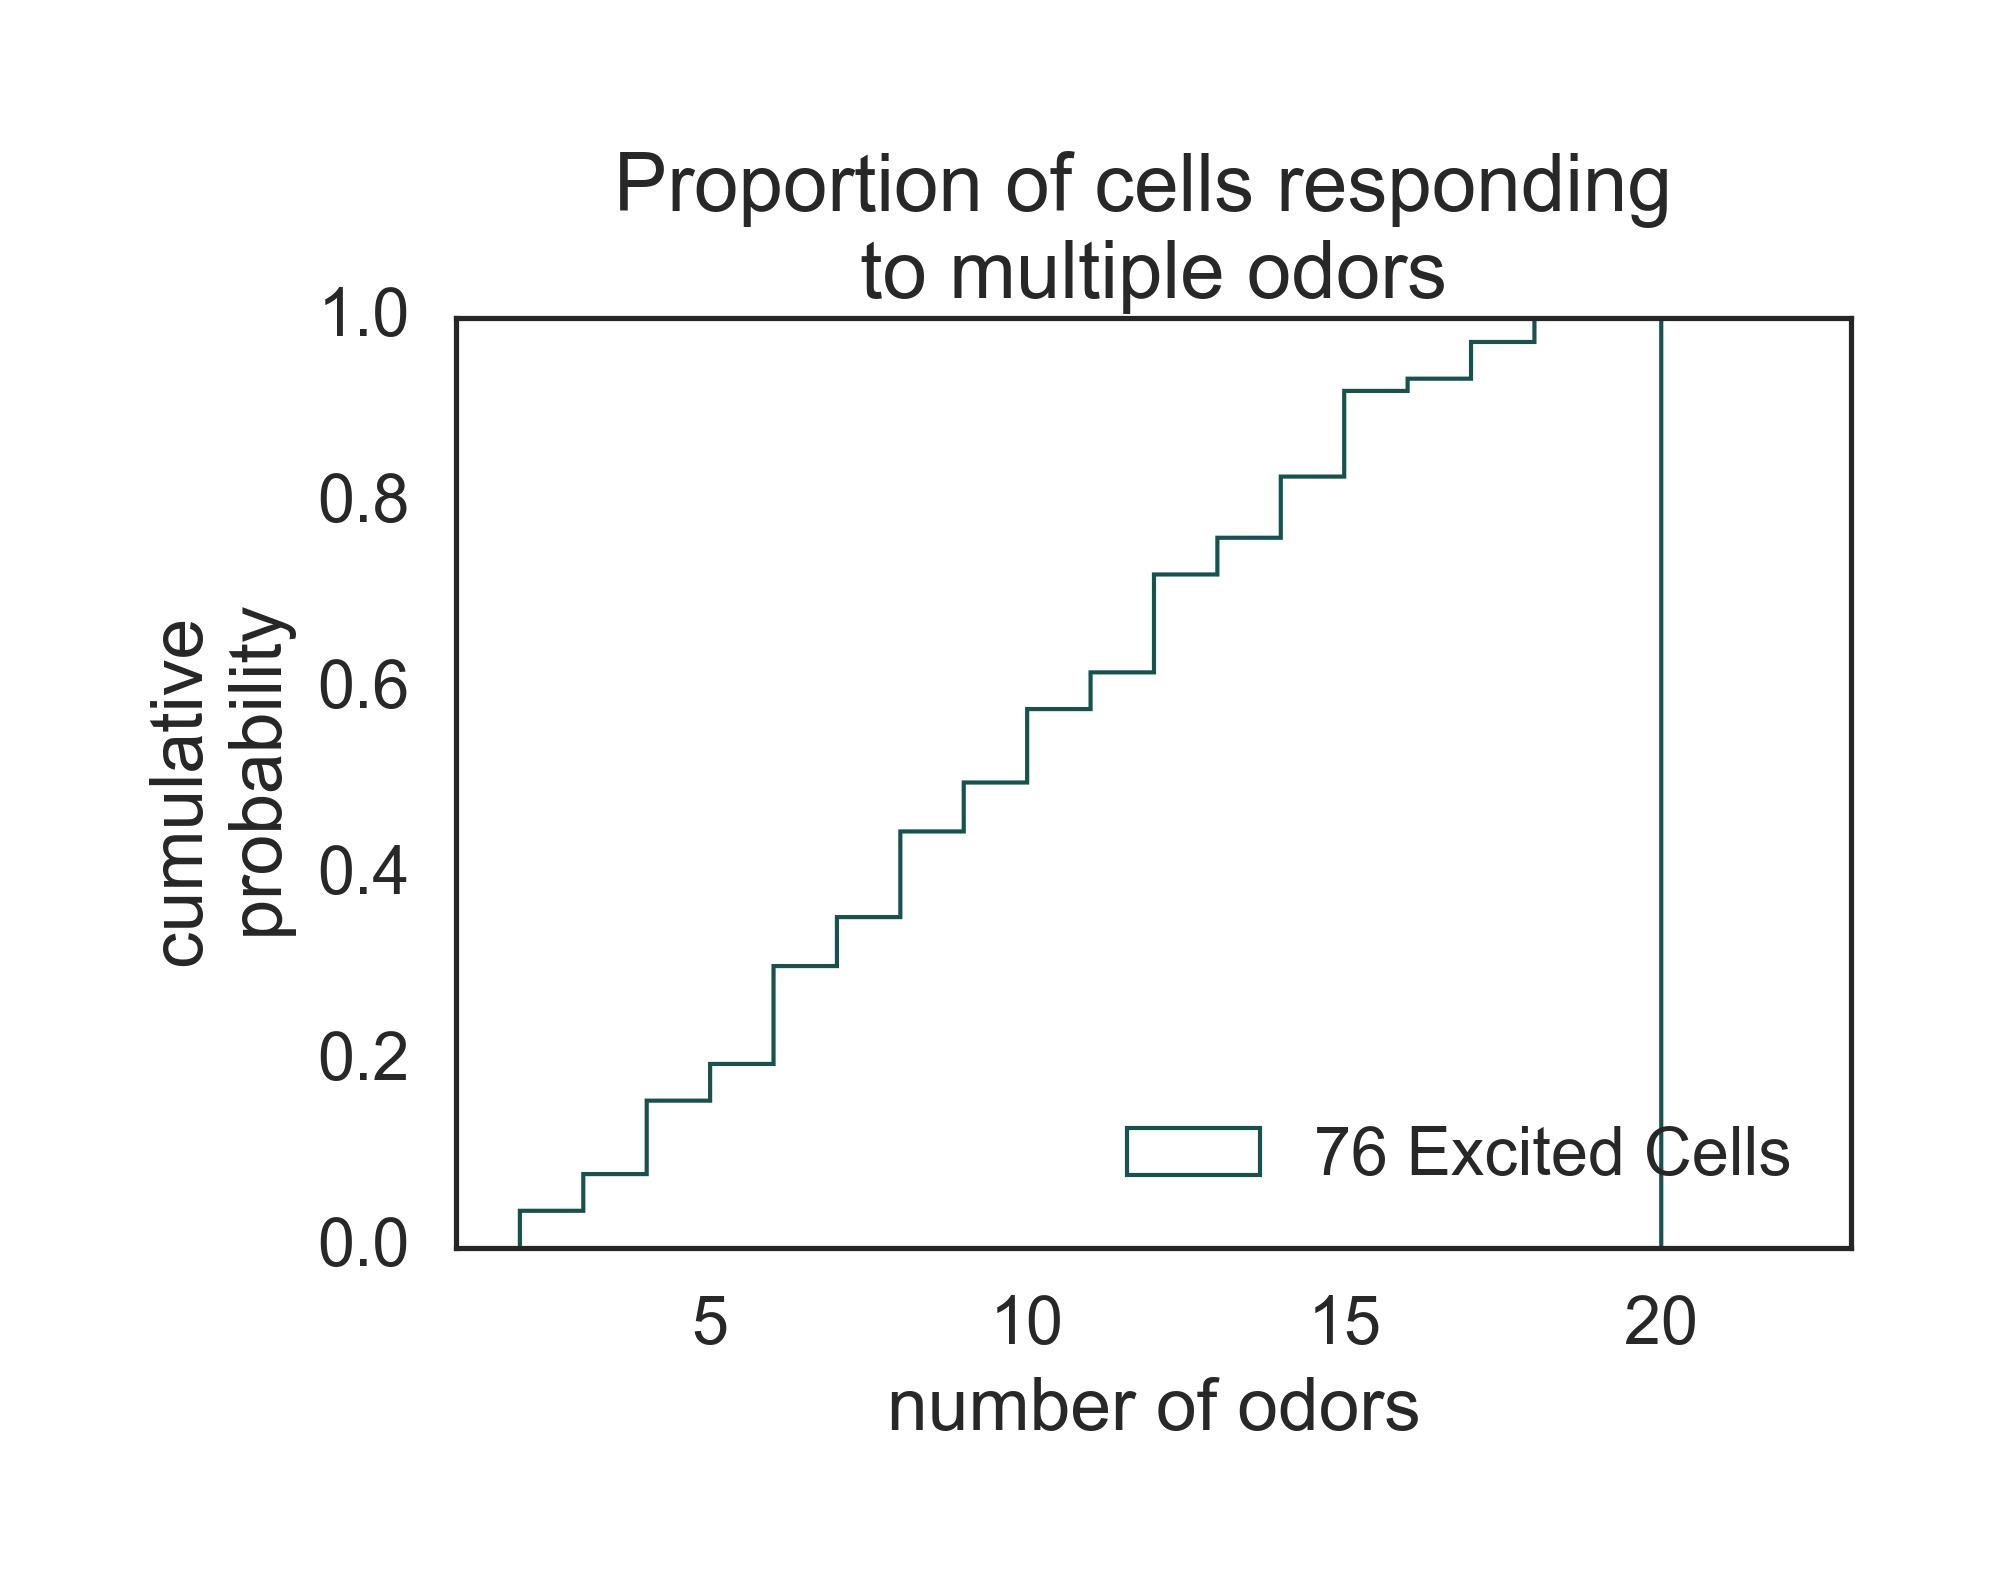 Proportion of cells responding
to multiple odors
1.0
0.8
0.6
0.4
0.2
0.0
cumulative
probability
76 Excited Cells
5 10 15 20
number of odors